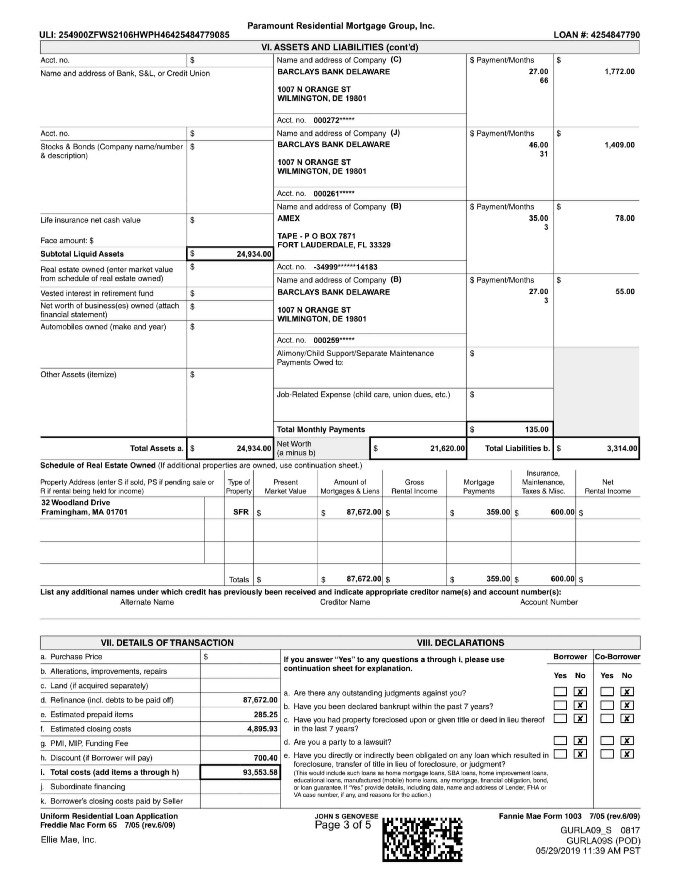 Paramount Residential Mortgage Group, Inc.
ULI: 254900ZFWS2106HWPH46425484779085 LOAN #: 4254847790
VI. ASSETS AND LIABILITIES (cont'd)
Acct. no. $
Name and address of Bank, S&L, or Credit Union
Acct. no. $
Stocks & Bonds (Company name/number $
& description)
Life insurance net cash value $
Face amount: $
Subtotal Liquid Assets $ 24,934.00
Real estate owned (enter market value $
from schedule of real estate owned)
Vested interest in retirement fund $
Net worth of business(es) owned (attach $
financial statement)
Automobiles owned (make and year) $
Other Assets (itemize) $
Total Assets a. $ 24,934.00
Name and address of Company (C) $ Payment/Months $
BARCLAYS BANK DELAWARE 27.00 1,772.00
66
1007 N ORANGE ST
WILMINGTON, DE 19801
Acct. no. 000272*****
Name and address of Company (J) $ Payment/Months $
BARCLAYS BANK DELAWARE 46.00 1,409.00
31
1007 N ORANGE ST
WILMINGTON, DE 19801
Acct. no. 000261*****
Name and address of Company (B) $ Payment/Months $
AMEX 35.00 78.00
3
TAPE - P O BOX 7871
FORT LAUDERDALE, FL 33329
Acct. no. -34999******14183
Name and address of Company (B) $ Payment/Months $
BARCLAYS BANK DELAWARE 27.00 55.00
3
1007 N ORANGE ST
WILMINGTON, DE 19801
Acct. no. 000259*****
Alimony/Child Support/Separate Maintenance $
Payments Owed to:
Job-Related Expense (child care, union dues, etc.) $
Total Monthly Payments $ 135.00
Net Worth $ 21,620.00 Total Liabilities b. $ 3,314.00
(a minus b)
Schedule of Real Estate Owned (If additional properties are owned, use continuation sheet.)
Property Address (enter S if sold, PS if pending sale or
R if rental being held for income)
Type of
Property
Present
Market Value
Amount of
Mortgages & Liens
Gross
Rental Income
Mortgage
Payments
Insurance,
Maintenance,
Taxes & Misc.
Net
Rental Income
32 Woodland Drive
Framingham, MA 01701 SFR $ $ 87,672.00 $ $ 359.00 $ 600.00 $
Totals $ $ 87,672.00 $ $ 359.00 $ 600.00 $
List any additional names under which credit has previously been received and indicate appropriate creditor name(s) and account number(s):
Alternate Name Creditor Name Account Number
VII. DETAILS OF TRANSACTION
a. Purchase Price $
b. Alterations, improvements, repairs
c. Land (if acquired separately)
d. Refinance (incl. debts to be paid off) 87,672.00
e. Estimated prepaid items 285.25
f. Estimated closing costs 4,895.93
g. PMI, MIP, Funding Fee
h. Discount (if Borrower will pay) 700.40
i. Total costs (add items a through h) 93,553.58
j. Subordinate financing
k. Borrower's closing costs paid by Seller
VIII. DECLARATIONS
If you answer "Yes" to any questions a through i, please use
continuation sheet for explanation.
Borrower Co-Borrower
Yes No Yes No
a. Are there any outstanding judgments against you? X X
b. Have you been declared bankrupt within the past 7 years? X X
c. Have you had property foreclosed upon or given title or deed in lieu thereof X X
in the last 7 years?
d. Are you a party to a lawsuit? X X
e. Have you directly or indirectly been obligated on any loan which resulted in X X
foreclosure, transfer of title in lieu of foreclosure, or judgment?
(This would include such loans as home mortgage loans, SBA loans, home improvement loans,
educational loans, manufactured (mobile) home loans, any mortgage, financial obligation, bond,
or loan guarantee. If "Yes," provide details, including date, name and address of Lender, FHA or
VA case number, if any, and reasons for the action.)
Uniform Residential Loan Application
Freddie Mac Form 65 7/05 (rev.6/09)
Ellie Mae, Inc.
JOHN S GENOVESE
Page 3 of 5
Fannie Mae Form 1003 7/05 (rev.6/09)
GURLA09_S 0817
GURLA09S (POD)
05/29/2019 11:39 AM PST